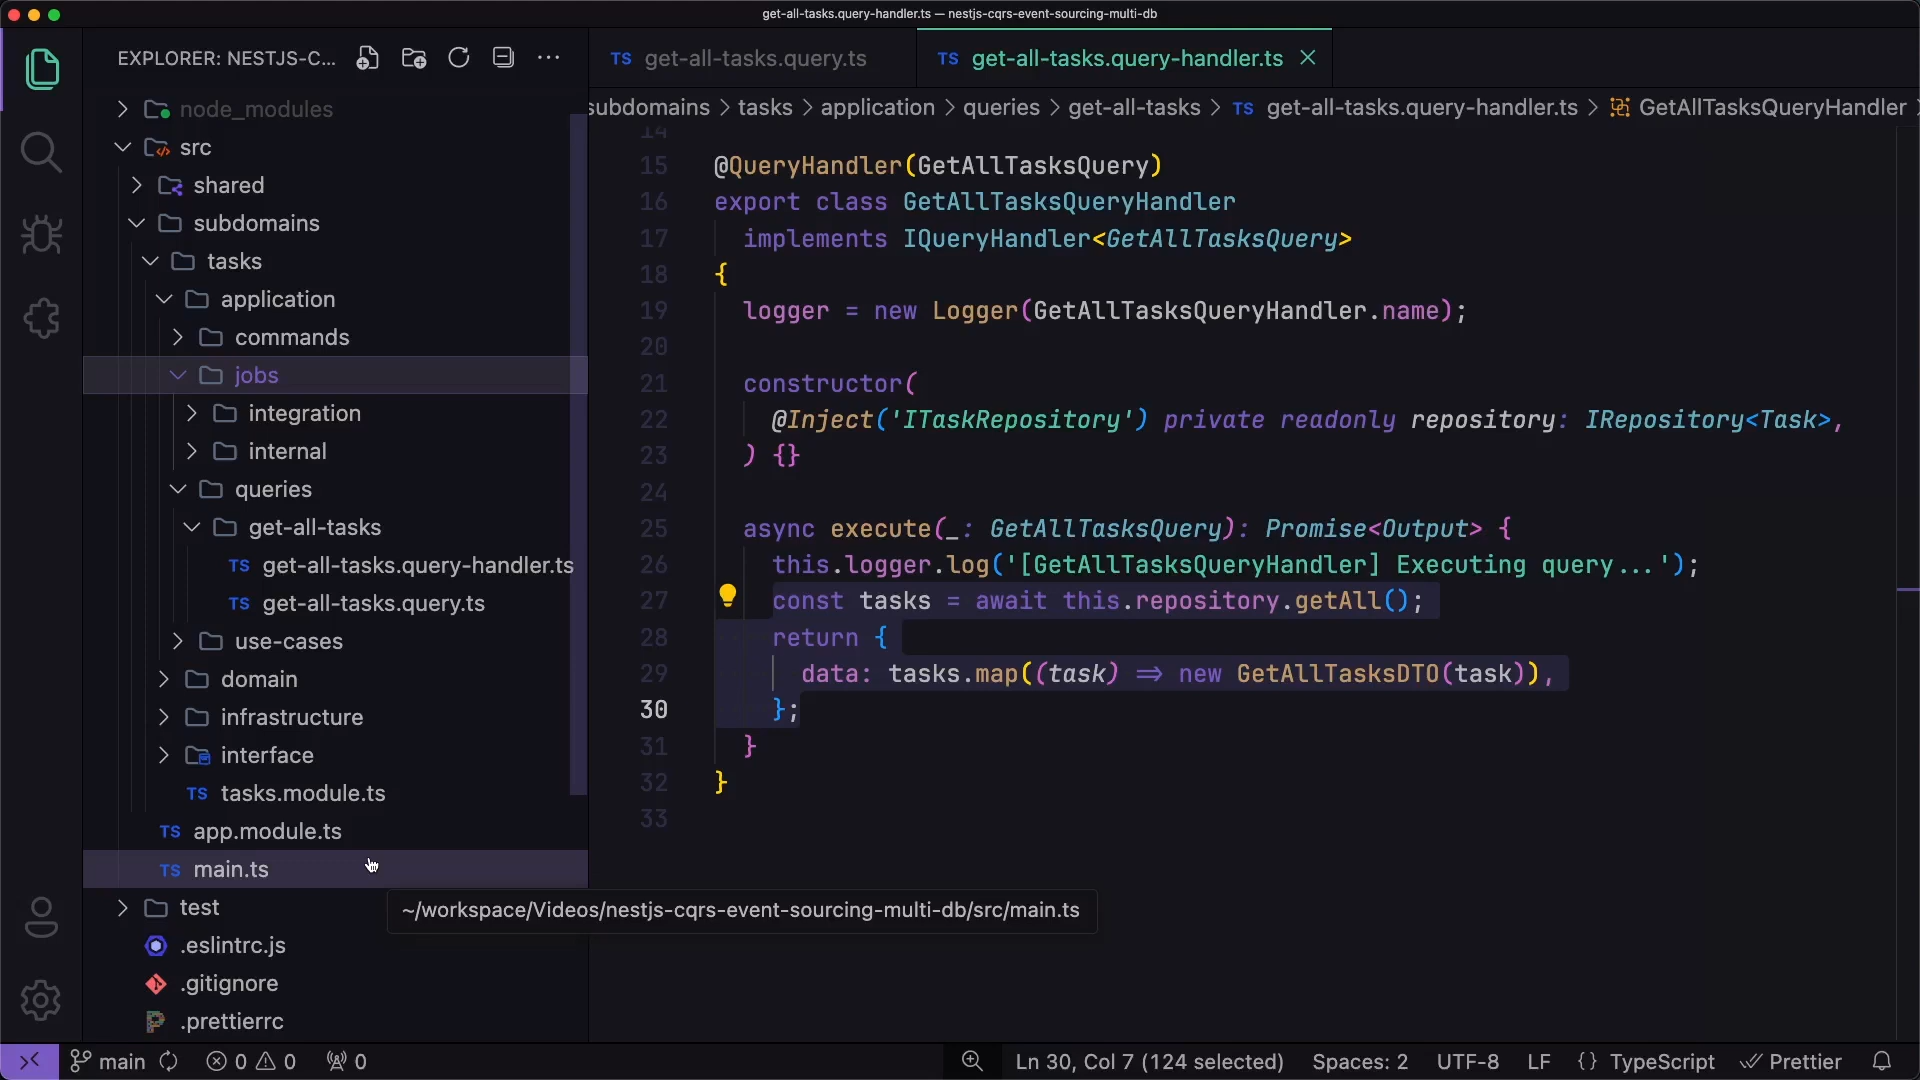 get-all-tasks.query-handler.ts — nestjs-cqrs-event-sourcing-multi-db
EXPLORER: NESTJS-C...
TS get-all-tasks.query.ts
TS get-all-tasks.query-handler.ts
subdomains > tasks > application > queries > get-all-tasks > TS get-all-tasks.query-handler.ts > GetAllTasksQueryHandler
node_modules
src
shared
subdomains
tasks
application
commands
jobs
integration
internal
queries
get-all-tasks
TS get-all-tasks.query-handler.ts
TS get-all-tasks.query.ts
use-cases
domain
infrastructure
interface
TS tasks.module.ts
TS app.module.ts
TS main.ts
test
.eslintrc.js
.gitignore
.prettierrc
~/workspace/Videos/nestjs-cqrs-event-sourcing-multi-db/src/main.ts
14
15 @QueryHandler(GetAllTasksQuery)
16 export class GetAllTasksQueryHandler
17 implements IQueryHandler<GetAllTasksQuery>
18 {
19 logger = new Logger(GetAllTasksQueryHandler.name);
20
21 constructor(
22 @Inject('ITaskRepository') private readonly repository: IRepository<Task>,
23 ) {}
24
25 async execute(_: GetAllTasksQuery): Promise<Output> {
26 this.logger.log('[GetAllTasksQueryHandler] Executing query...');
27 const tasks = await this.repository.getAll();
28 return {
29 data: tasks.map((task) => new GetAllTasksDTO(task)),
30 };
31 }
32 }
33
main 0 0 0 Ln 30, Col 7 (124 selected) Spaces: 2 UTF-8 LF {} TypeScript Prettier